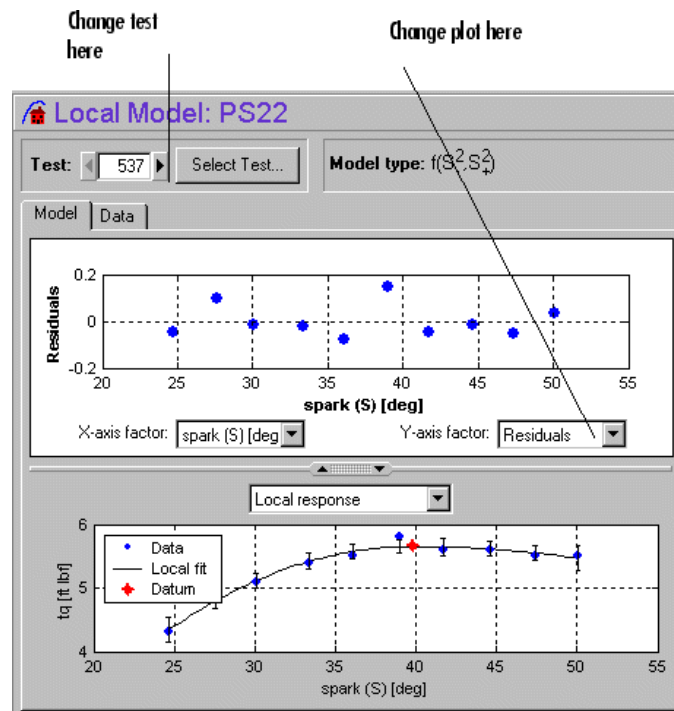 Change test
here
Change plot here
Local Model: PS22
Test: 537 Select Test...
Model type: f(S²₋,S²₊)
Model Data
0.2
0
-0.2
Residuals
20 25 30 35 40 45 50 55
spark (S) [deg]
X-axis factor: spark (S) [deg Y-axis factor: Residuals
Local response
6
5
4
tq [ft lbf]
Data
Local fit
Datum
20 25 30 35 40 45 50 55
spark (S) [deg]